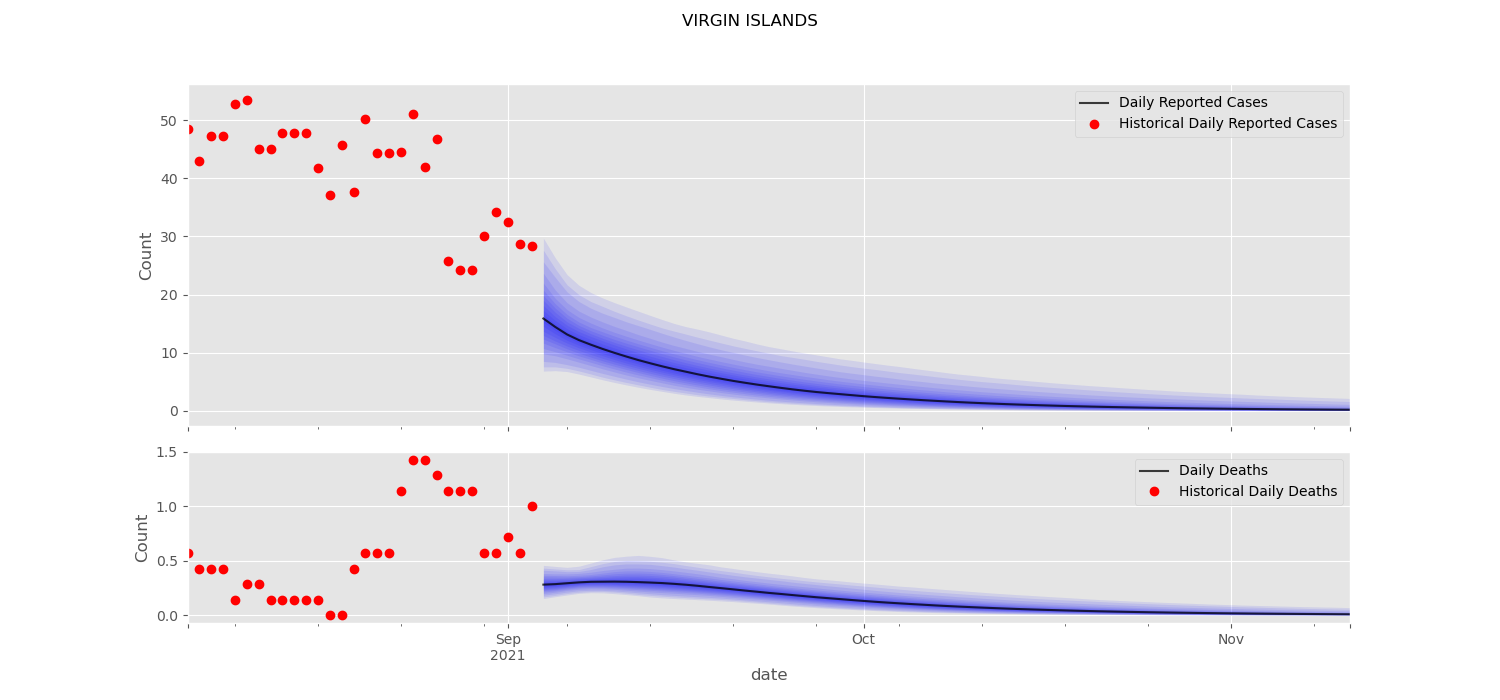 VIRGIN ISLANDS
Daily Reported Cases
Historical Daily Reported Cases
50
40
30
20
10
0
Count
Daily Deaths
Historical Daily Deaths
1.5
1.0
0.5
0.0
Count
Sep
2021
Oct
Nov
date